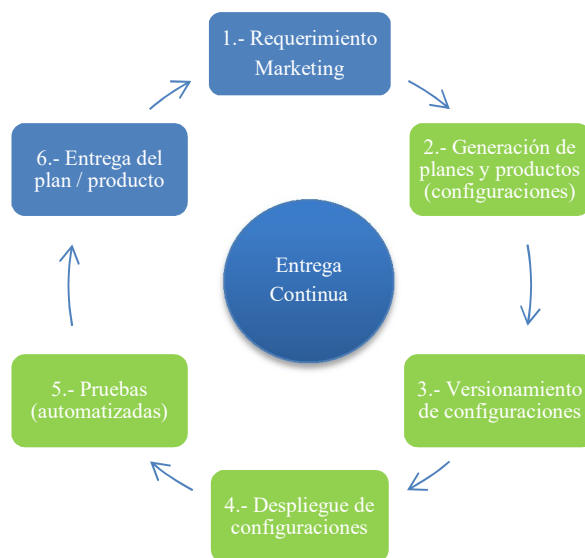 1.- Requerimiento
Marketing
2.- Generación de
planes y productos
(configuraciones)
3.- Versionamiento
de configuraciones
4.- Despliegue de
configuraciones
5.- Pruebas
(automatizadas)
6.- Entrega del
plan / producto
Entrega
Continua